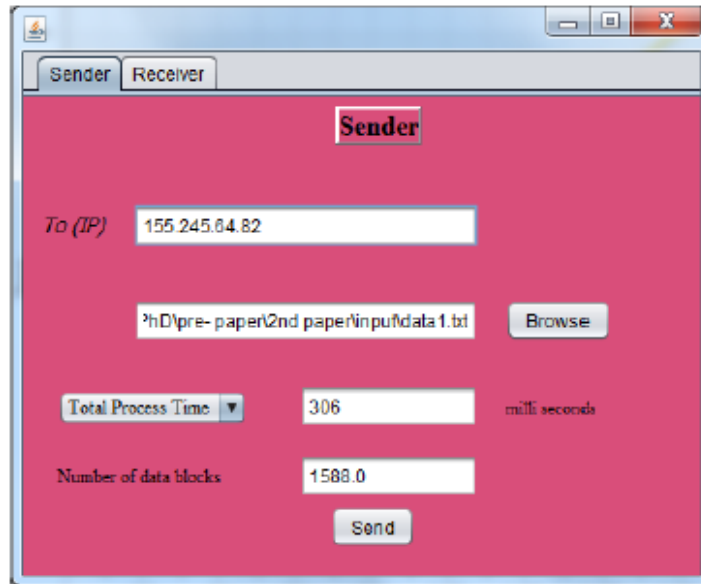 Sender Receiver
Sender
To (IP) 155.245.64.82
PhD\pre- paper\2nd paper\input\data1.txt Browse
Total Process Time 306 milli seconds
Number of data blocks 1588.0
Send